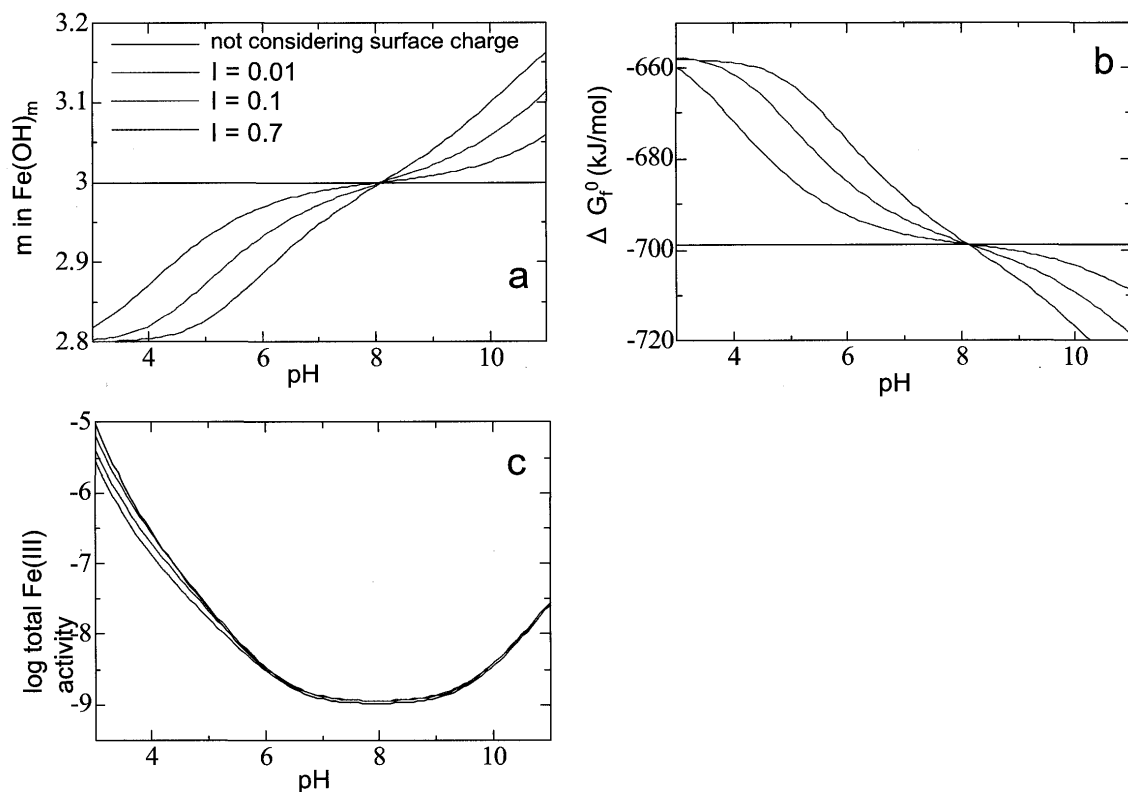 3.2
3.1
3
2.9
2.8
m in Fe(OH)m
not considering surface charge
I = 0.01
I = 0.1
I = 0.7
a
4
6
8
10
pH
-660
-680
-700
-720
Δ Gf0 (kJ/mol)
b
4
6
8
10
pH
-5
-6
-7
-8
-9
log total Fe(III)
activity
c
4
6
8
10
pH